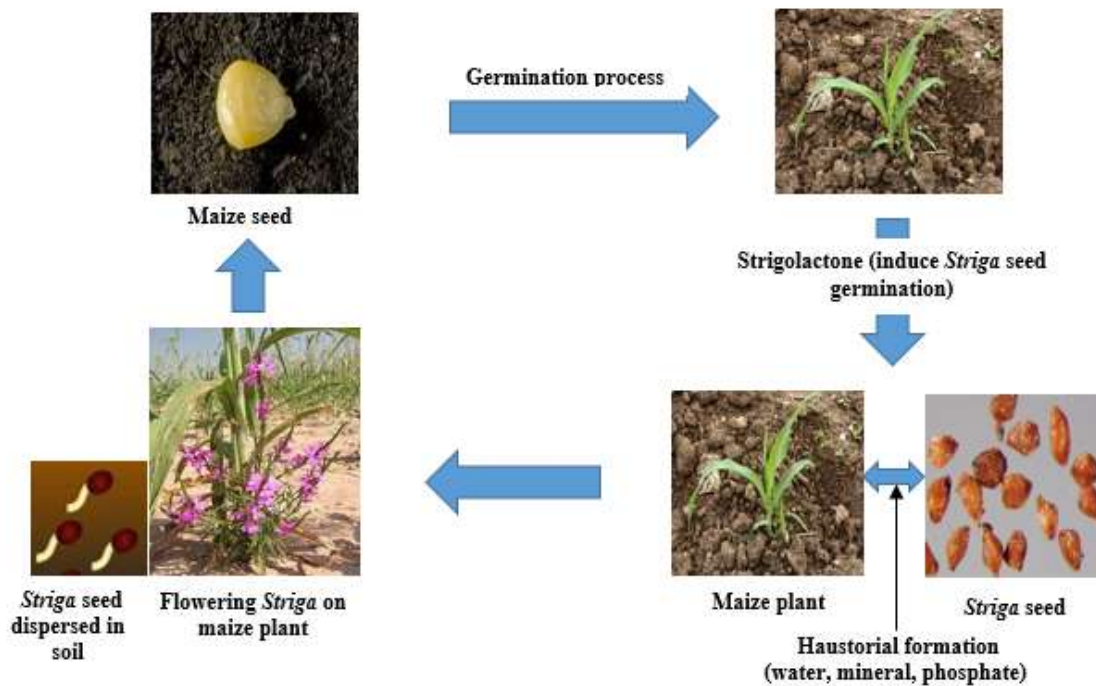 Germination process
Maize seed
Strigolactone (induce Striga seed
germination)
Striga seed
dispersed in
soil
Flowering Striga on
maize plant
Maize plant
Striga seed
Haustorial formation
(water, mineral, phosphate)